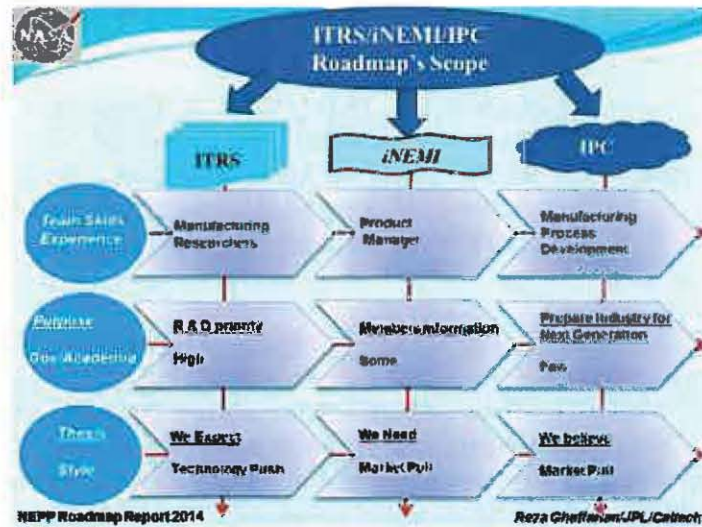 NASA
ITRS/iNEMI/IPC
Roadmap's Scope
ITRS
iNEMI
IPC
Team Skills
Experience
Manufacturing
Researchers
Product
Manager
Manufacturing
Process
Development
Purpose
Gov/Academia
R & D priority
High
Members Information
Some
Prepare Industry for
Next Generation
Few
Thesis
Style
We Expect
Technology Push
We Need
Market Pull
We believe
Market Pull
NEPP Roadmap Report 2014
Reza Ghaffarian/JPL/Caltech